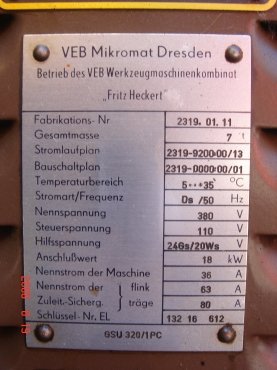 VEB Mikromat Dresden
Betrieb des VEB Werkzeugmaschinenkombinat
„Fritz Heckert"
Fabrikations-Nr 2319.01.11
Gesamtmasse 7 t
Stromlaufplan 2319-9200-00/13
Bauschaltplan 2319-0000-00/01
Temperaturbereich 5···35 °C
Stromart/Frequenz Ds /50 Hz
Nennspannung 380 V
Steuerspannung 110 V
Hilfsspannung 24Gs/20Ws V
Anschlußwert 18 kW
Nennstrom der Maschine 36 A
Nennstrom der flink 63 A
Zuleit.-Sicherg. träge 80 A
Schlüssel-Nr. EL 132 16 612
GSU 320/1PC